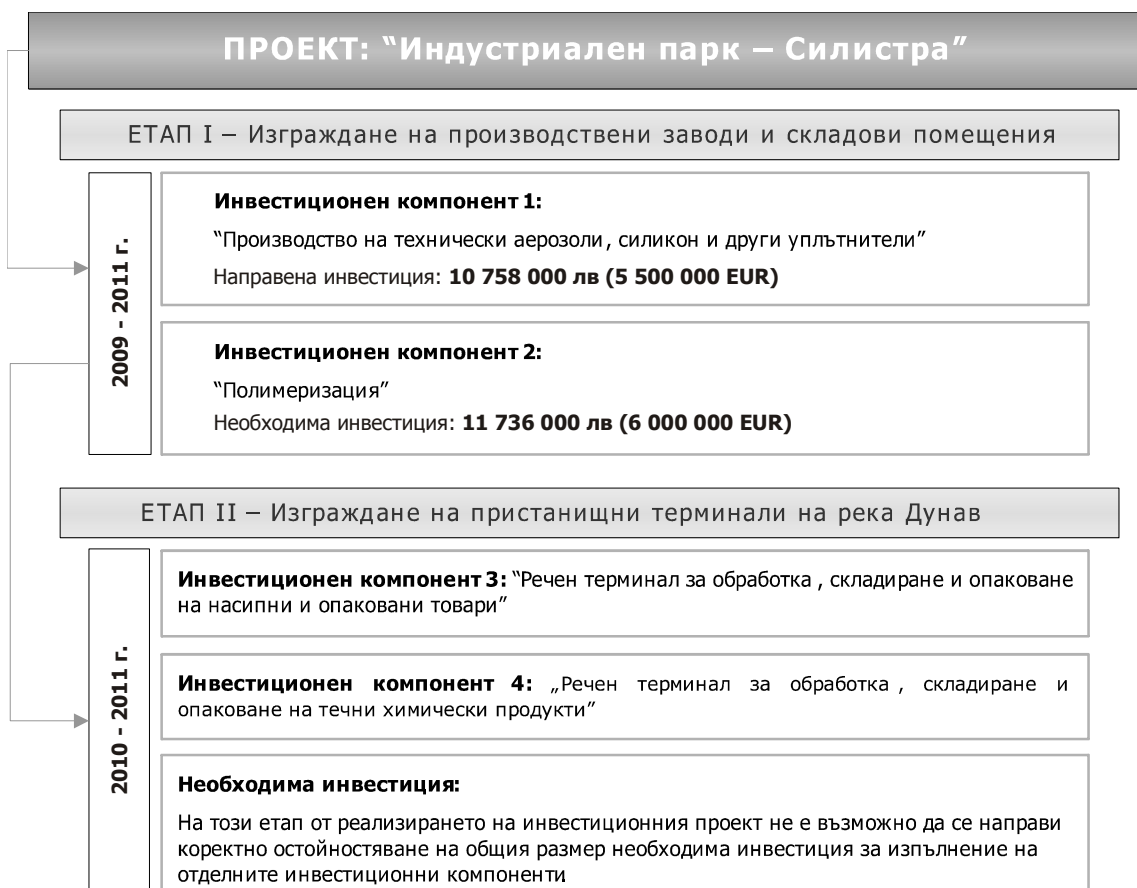 ПРОЕКТ: “Индустриален парк – Силистра”
ЕТАП I – Изграждане на производствени заводи и складови помещения
2009 - 2011 г.
Инвестиционен компонент 1:
“Производство на технически аерозоли, силикон и други уплътнители”
Направена инвестиция: 10 758 000 лв (5 500 000 EUR)
Инвестиционен компонент 2:
“Полимеризация”
Необходима инвестиция: 11 736 000 лв (6 000 000 EUR)
ЕТАП II – Изграждане на пристанищни терминали на река Дунав
2010 - 2011 г.
Инвестиционен компонент 3: “Речен терминал за обработка , складиране и опаковане
на насипни и опаковани товари”
Инвестиционен компонент 4: „Речен терминал за обработка , складиране и
опаковане на течни химически продукти”
Необходима инвестиция:
На този етап от реализирането на инвестиционния проект не е възможно да се направи
коректно остойностяване на общия размер необходима инвестиция за изпълнение на
отделните инвестиционни компоненти.